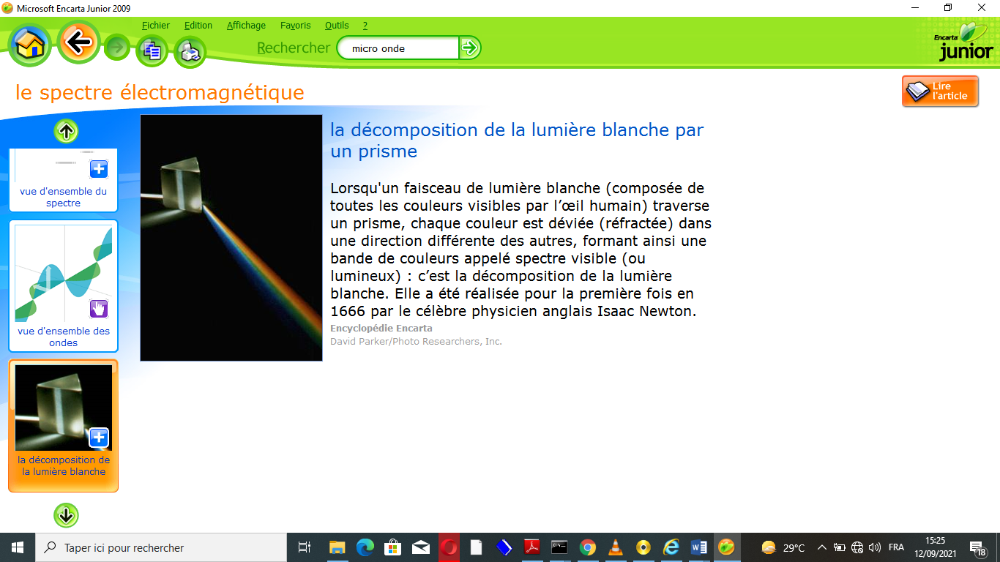 Microsoft Encarta Junior 2009
Fichier Edition Affichage Favoris Outils ?
Rechercher micro onde
Encarta
junior
le spectre électromagnétique
Lire
l'article
vue d'ensemble du
spectre
vue d'ensemble des
ondes
la décomposition de
la lumière blanche
la décomposition de la lumière blanche par
un prisme
Lorsqu'un faisceau de lumière blanche (composée de
toutes les couleurs visibles par l’œil humain) traverse
un prisme, chaque couleur est déviée (réfractée) dans
une direction différente des autres, formant ainsi une
bande de couleurs appelé spectre visible (ou
lumineux) : c’est la décomposition de la lumière
blanche. Elle a été réalisée pour la première fois en
1666 par le célèbre physicien anglais Isaac Newton.
Encyclopédie Encarta
David Parker/Photo Researchers, Inc.
Taper ici pour rechercher
29°C
FRA
15:25
12/09/2021
18